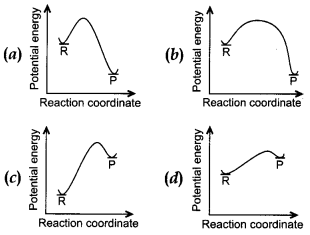 (a)
Potential energy
R
P
Reaction coordinate
(b)
Potential energy
R
P
Reaction coordinate
(c)
Potential energy
R
P
Reaction coordinate
(d)
Potential energy
R
P
Reaction coordinate